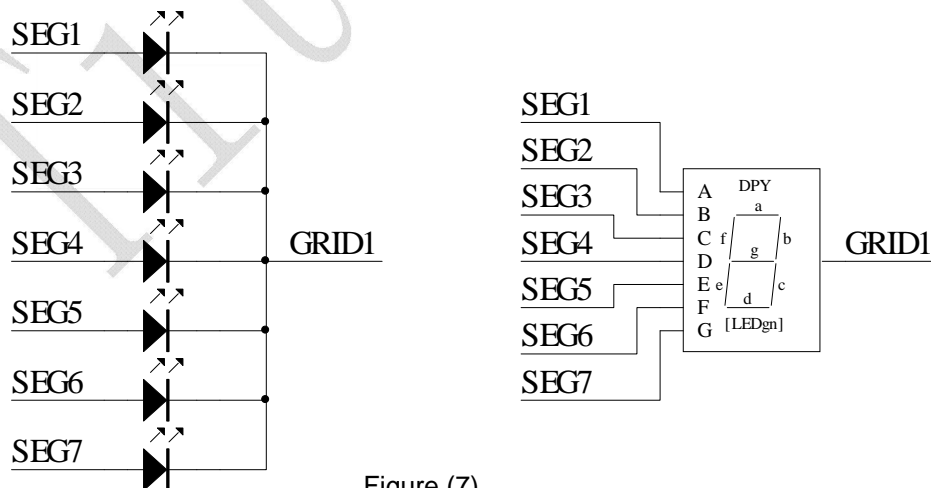 SEG1
SEG2
SEG3
SEG4
SEG5
SEG6
SEG7
GRID1
SEG1
SEG2
SEG3
SEG4
SEG5
SEG6
SEG7
A
B
C
D
E
F
G
DPY
a
f
b
g
e
c
d
[LEDgn]
GRID1
Figure (7)